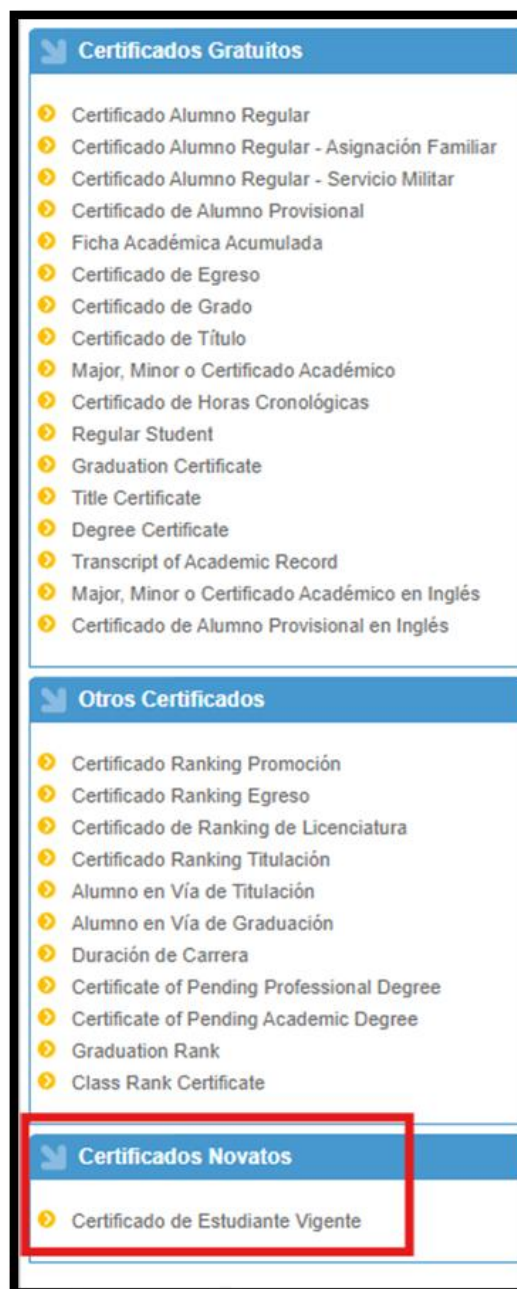 Certificados Gratuitos
Certificado Alumno Regular
Certificado Alumno Regular - Asignación Familiar
Certificado Alumno Regular - Servicio Militar
Certificado de Alumno Provisional
Ficha Académica Acumulada
Certificado de Egreso
Certificado de Grado
Certificado de Título
Major, Minor o Certificado Académico
Certificado de Horas Cronológicas
Regular Student
Graduation Certificate
Title Certificate
Degree Certificate
Transcript of Academic Record
Major, Minor o Certificado Académico en Inglés
Certificado de Alumno Provisional en Inglés
Otros Certificados
Certificado Ranking Promoción
Certificado Ranking Egreso
Certificado de Ranking de Licenciatura
Certificado Ranking Titulación
Alumno en Vía de Titulación
Alumno en Vía de Graduación
Duración de Carrera
Certificate of Pending Professional Degree
Certificate of Pending Academic Degree
Graduation Rank
Class Rank Certificate
Certificados Novatos
Certificado de Estudiante Vigente